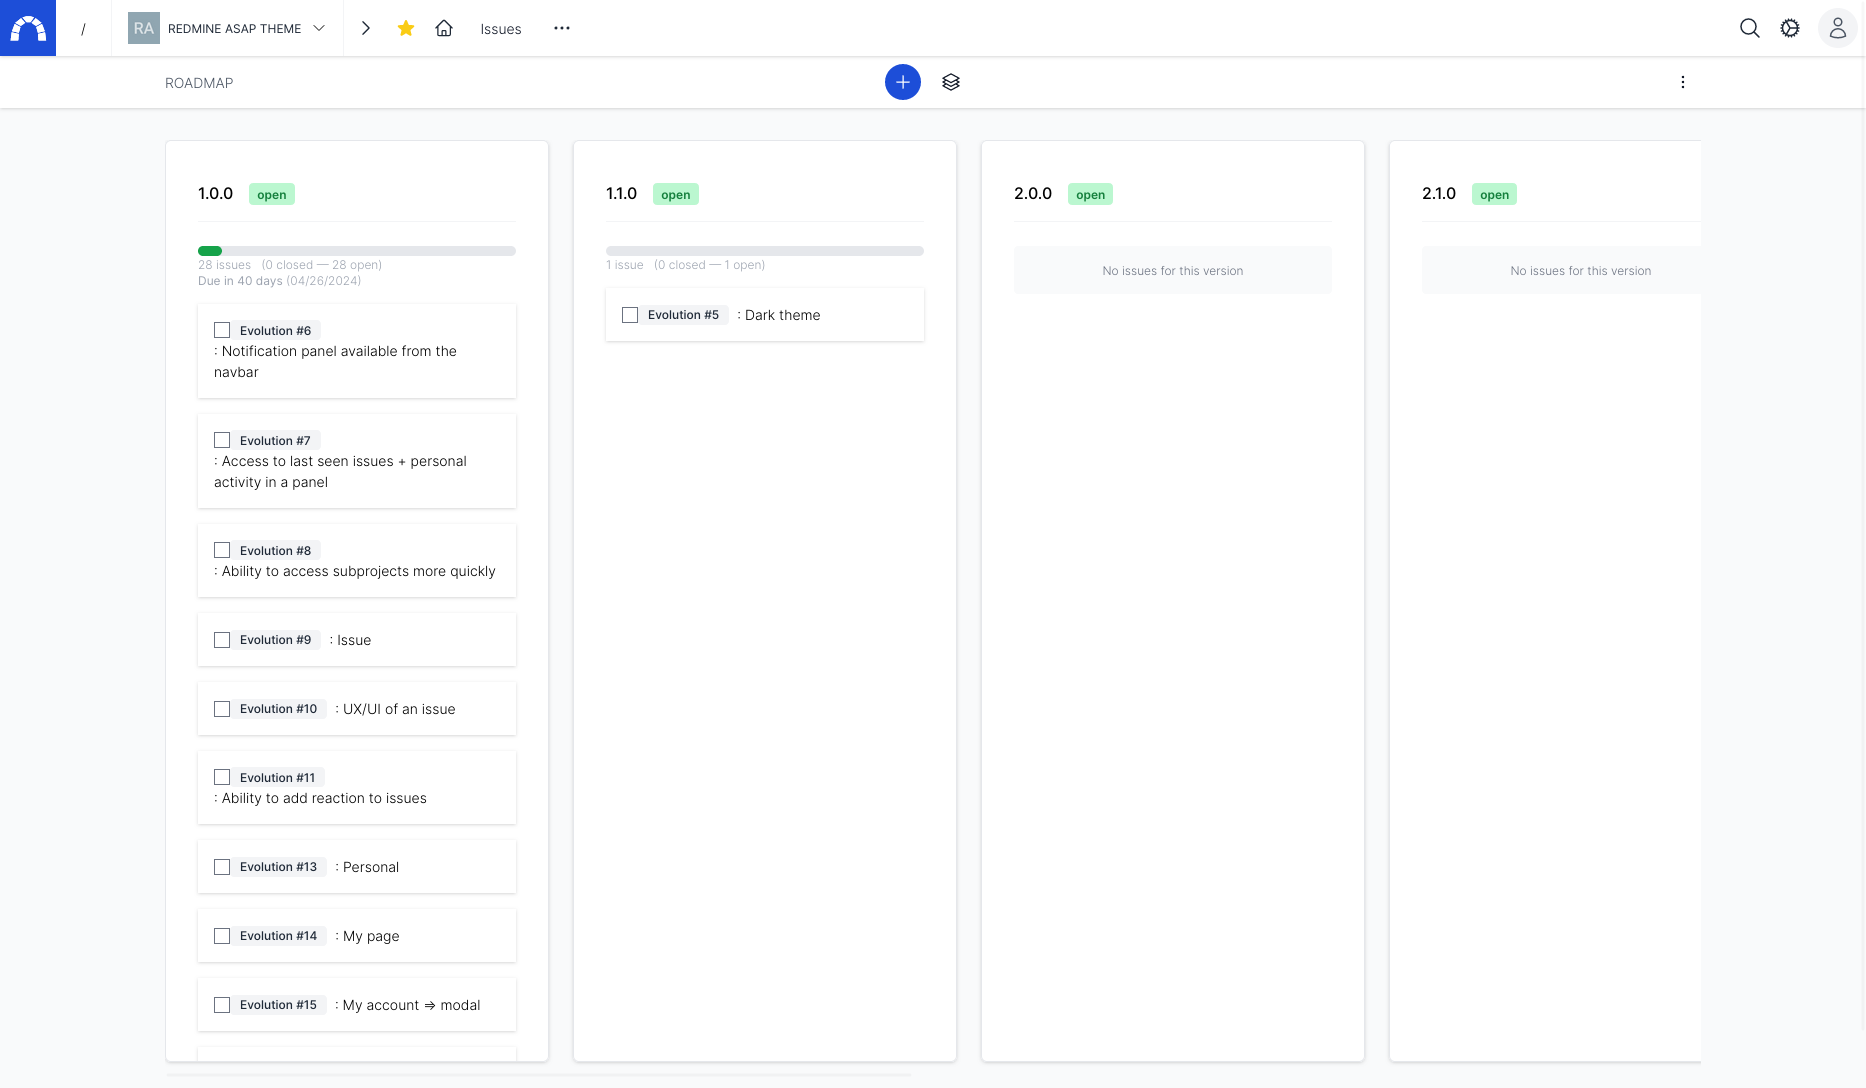 / RA REDMINE ASAP THEME Issues
ROADMAP
1.0.0 open
28 issues (0 closed — 28 open)
Due in 40 days (04/26/2024)
Evolution #6
: Notification panel available from the
navbar
Evolution #7
: Access to last seen issues + personal
activity in a panel
Evolution #8
: Ability to access subprojects more quickly
Evolution #9 : Issue
Evolution #10 : UX/UI of an issue
Evolution #11
: Ability to add reaction to issues
Evolution #13 : Personal
Evolution #14 : My page
Evolution #15 : My account => modal
1.1.0 open
1 issue (0 closed — 1 open)
Evolution #5 : Dark theme
2.0.0 open
No issues for this version
2.1.0 open
No issues for this version